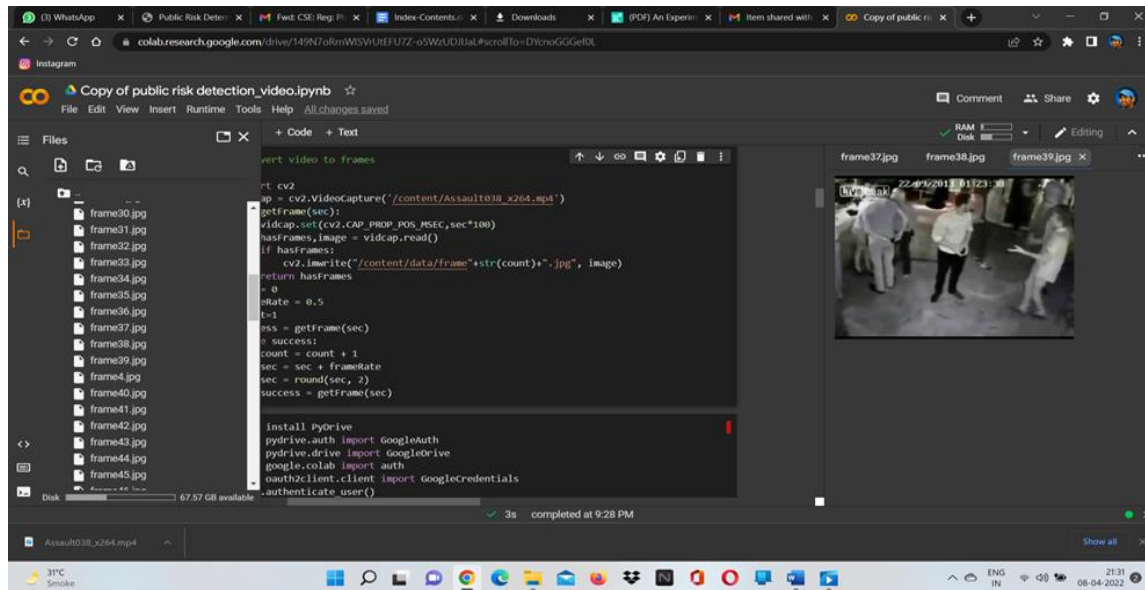 (3) WhatsApp
Public Risk Deten
Fwd: CSE: Reg: Pl
Index-Contents.d
Downloads
(PDF) An Experim
Item shared with
Copy of public ri
colab.research.google.com
Instagram
Copy of public risk detection_video.ipynb
File Edit View Insert Runtime Tools Help All changes saved
Comment Share
Files
+ Code + Text
RAM
Disk
Editing
..
frame30.jpg
frame31.jpg
frame32.jpg
frame33.jpg
frame34.jpg
frame35.jpg
frame36.jpg
frame37.jpg
frame38.jpg
frame39.jpg
frame4.jpg
frame40.jpg
frame41.jpg
frame42.jpg
frame43.jpg
frame44.jpg
frame45.jpg
Disk 67.57 GB available
vert video to frames
rt cv2
ap = cv2.VideoCapture('/content/Assault038_x264.mp4')
getFrame(sec):
vidcap.set(cv2.CAP_PROP_POS_MSEC,sec*100)
hasFrames,image = vidcap.read()
if hasFrames:
cv2.imwrite("/content/data/frame"+str(count)+".jpg", image)
return hasFrames
= 0
eRate = 0.5
t=1
ess = getFrame(sec)
e success:
count = count + 1
sec = sec + frameRate
sec = round(sec, 2)
success = getFrame(sec)
install PyDrive
pydrive.auth import GoogleAuth
pydrive.drive import GoogleDrive
google.colab import auth
oauth2client.client import GoogleCredentials
.authenticate_user()
frame37.jpg frame38.jpg frame39.jpg
LiveLeak
22-09/2013 01:23:30
3s completed at 9:28 PM
Assault038_x264.mp4
Show all
31°C
Smoke
ENG
IN
21:31
08-04-2022